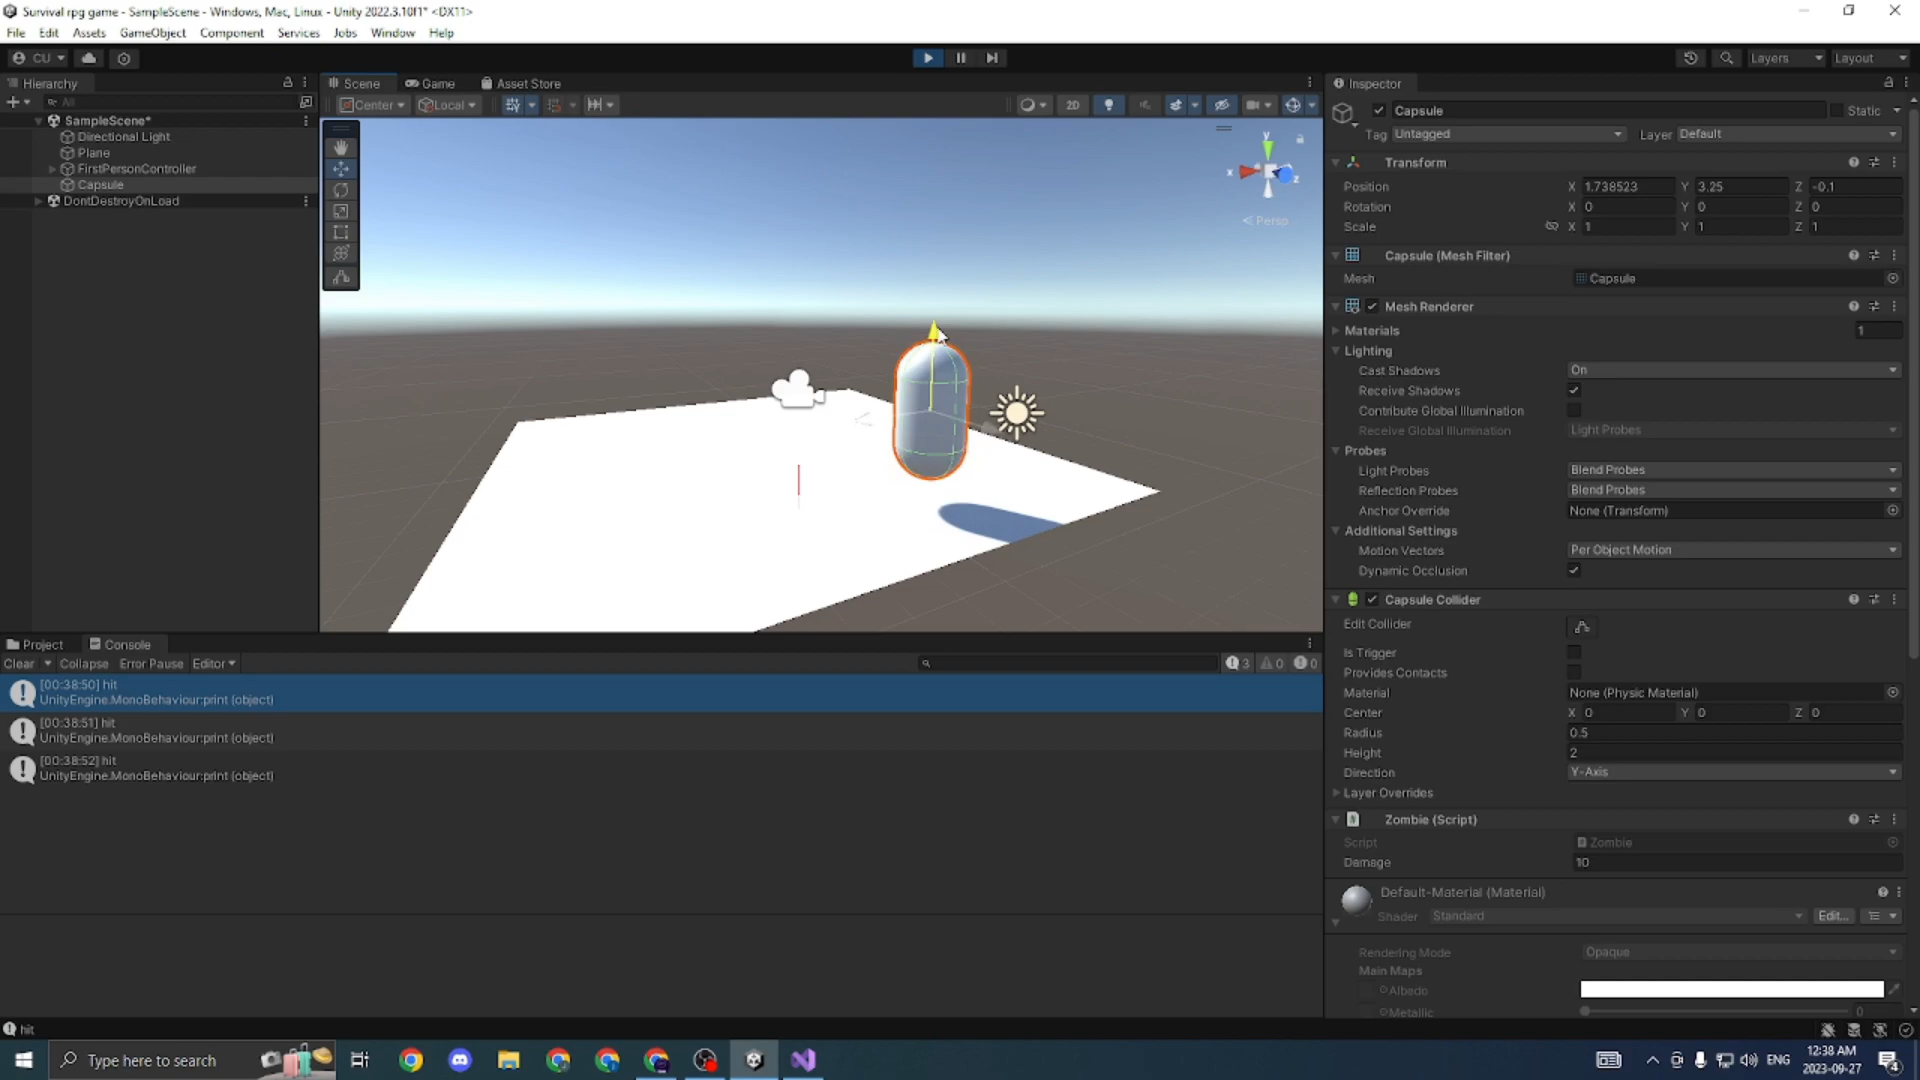 Survival rpg game - SampleScene - Windows, Mac, Linux - Unity 2022.3.10f1* <DX11>
File Edit Assets GameObject Component Services Jobs Window Help
CU Layers Layout
Hierarchy
All
SampleScene*
Directional Light
Plane
FirstPersonController
Capsule
DontDestroyOnLoad
Scene Game Asset Store
Center Local 2D
y
x
z
< Persp
Inspector
Capsule Static
Tag Untagged Layer Default
Transform
Position X 1.738523 Y 3.25 Z -0.1
Rotation X 0 Y 0 Z 0
Scale X 1 Y 1 Z 1
Capsule (Mesh Filter)
Mesh Capsule
Mesh Renderer
Materials 1
Lighting
Cast Shadows On
Receive Shadows
Contribute Global Illumination
Receive Global Illumination Light Probes
Probes
Light Probes Blend Probes
Reflection Probes Blend Probes
Anchor Override None (Transform)
Additional Settings
Motion Vectors Per Object Motion
Dynamic Occlusion
Capsule Collider
Edit Collider
Is Trigger
Provides Contacts
Material None (Physic Material)
Center X 0 Y 0 Z 0
Radius 0.5
Height 2
Direction Y-Axis
Layer Overrides
Zombie (Script)
Script Zombie
Damage 10
Default-Material (Material)
Shader Standard Edit...
Rendering Mode Opaque
Main Maps
Albedo
Metallic 0
Project Console
Clear Collapse Error Pause Editor 3 0 0
[00:38:50] hit
UnityEngine.MonoBehaviour:print (object)
[00:38:51] hit
UnityEngine.MonoBehaviour:print (object)
[00:38:52] hit
UnityEngine.MonoBehaviour:print (object)
hit
Type here to search
ENG
12:38 AM
2023-09-27
4